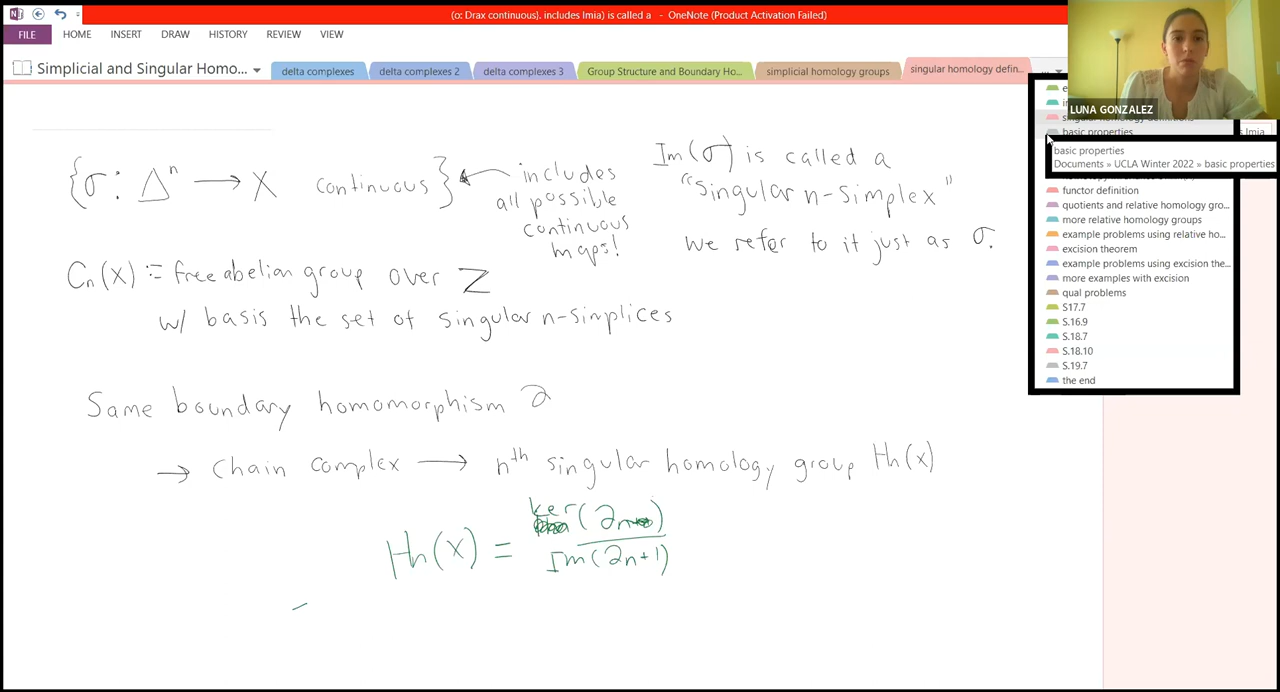 (σ: Drax continuous). includes Imia) is called a - OneNote (Product Activation Failed)
FILE HOME INSERT DRAW HISTORY REVIEW VIEW
Simplicial and Singular Homo... delta complexes delta complexes 2 delta complexes 3 Group Structure and Boundary Ho... simplicial homology groups singular homology defin...
LUNA GONZALEZ
singular homology definitions
basic properties
basic properties
Documents » UCLA Winter 2022 » basic properties
functor definition
quotients and relative homology gro...
more relative homology groups
example problems using relative ho...
excision theorem
example problems using excision the...
more examples with excision
qual problems
S17.7
S.16.9
S.18.7
S.18.10
S.19.7
the end
{σ: Δⁿ → X continuous}
includes
all possible
continuous
maps!
Im(σ) is called a
"singular n-simplex"
we refer to it just as σ.
Cn(X) := free abelian group over Z
w/ basis the set of singular n-simplices
Same boundary homomorphism ∂
→ Chain complex → nth singular homology group Hn(X)
Hn(X) = ker(∂n)
Im(∂n+1)